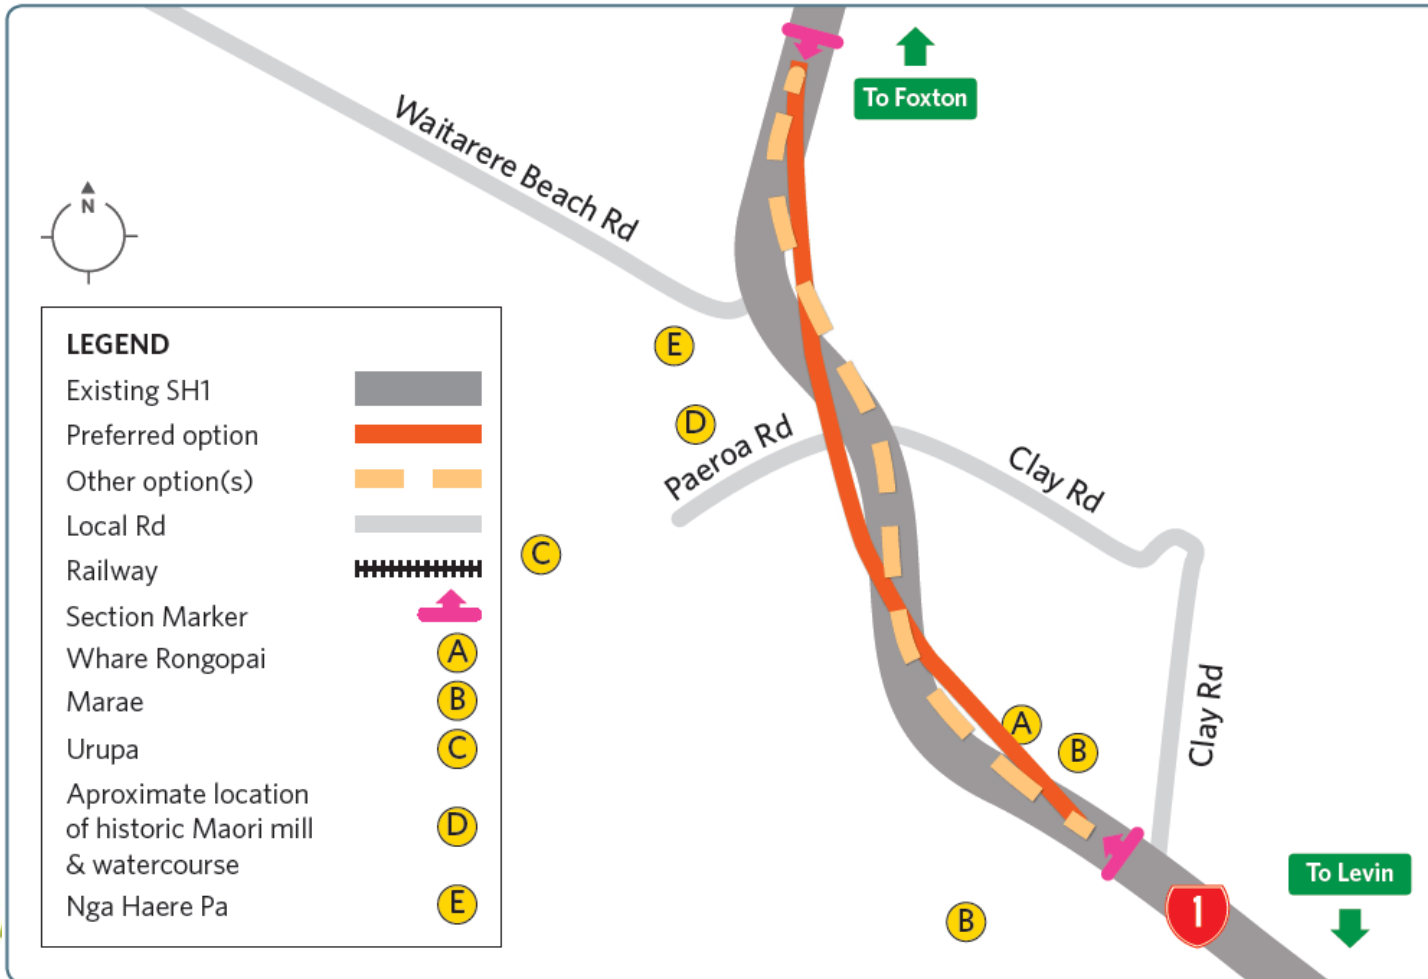 To Foxton
Waitarere Beach Rd
N
LEGEND
Existing SH1
Preferred option
Other option(s)
Local Rd
Railway
Section Marker
Whare Rongopai A
Marae B
Urupa C
Aproximate location
of historic Maori mill D
& watercourse
Nga Haere Pa E
E
D
Paeroa Rd
Clay Rd
C
Clay Rd
A
B
To Levin
1
B